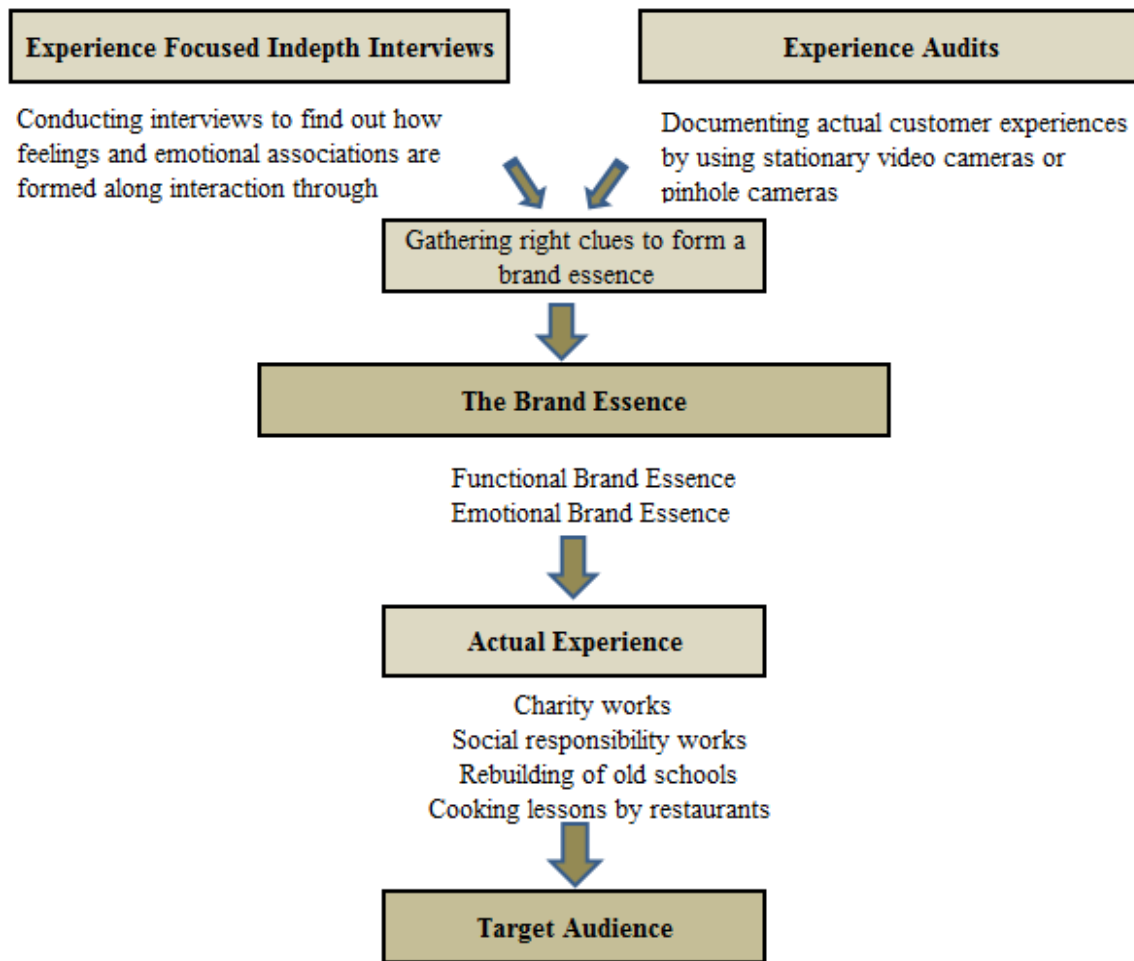 Experience Focused Indepth Interviews
Experience Audits
Conducting interviews to find out how
feelings and emotional associations are
formed along interaction through
Documenting actual customer experiences
by using stationary video cameras or
pinhole cameras
Gathering right clues to form a
brand essence
The Brand Essence
Functional Brand Essence
Emotional Brand Essence
Actual Experience
Charity works
Social responsibility works
Rebuilding of old schools
Cooking lessons by restaurants
Target Audience